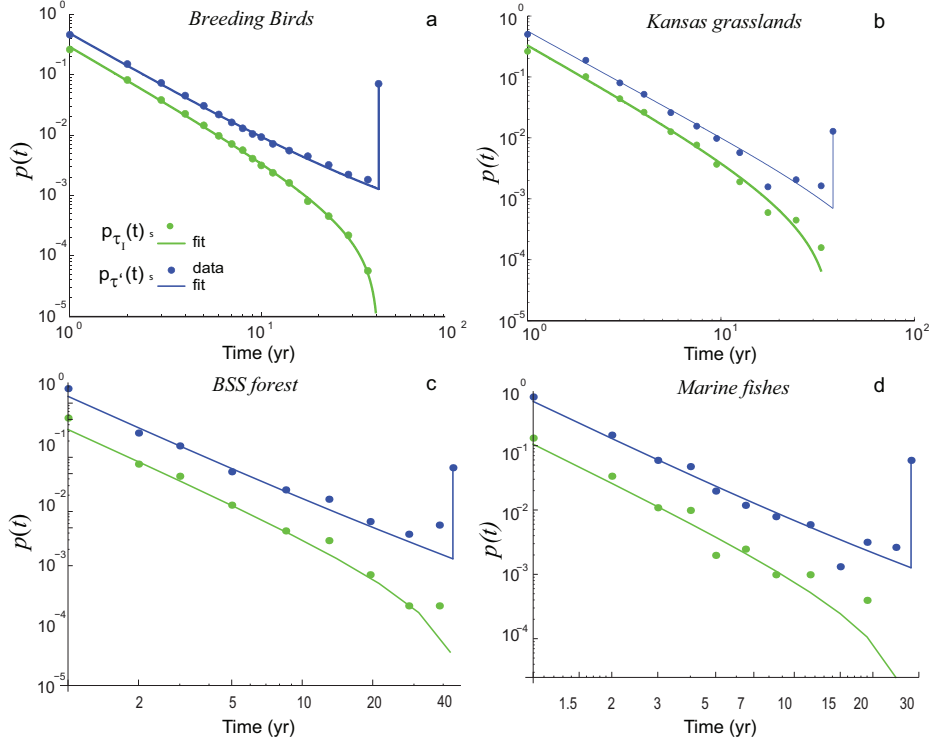 Breeding Birds
a
p(t)
10^0
10^-1
10^-2
10^-3
10^-4
10^-5
p_τ_I(t) s
fit
p_τ'(t) s data
fit
10^0 10^1 10^2
Time (yr)
Kansas grasslands
b
p(t)
10^0
10^-1
10^-2
10^-3
10^-4
10^-5
10^0 10^1 10^2
Time (yr)
BSS forest
c
p(t)
10^0
10^-1
10^-2
10^-3
10^-4
10^-5
2 5 10 20 40
Time (yr)
Marine fishes
d
p(t)
10^0
10^-1
10^-2
10^-3
10^-4
1.5 2 3 5 7 10 15 20 30
Time (yr)